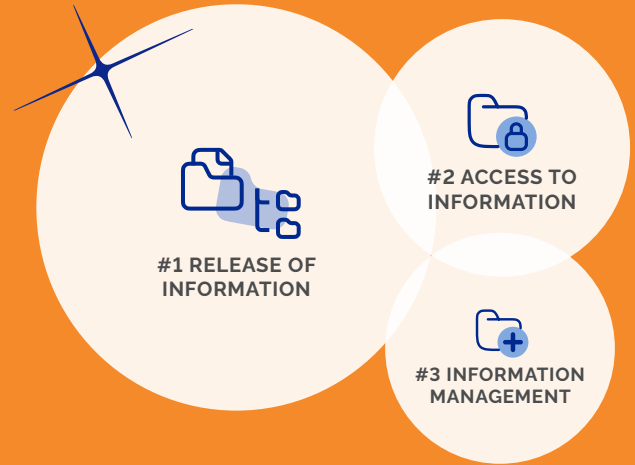 #1 RELEASE OF
INFORMATION
#2 ACCESS TO
INFORMATION
#3 INFORMATION
MANAGEMENT